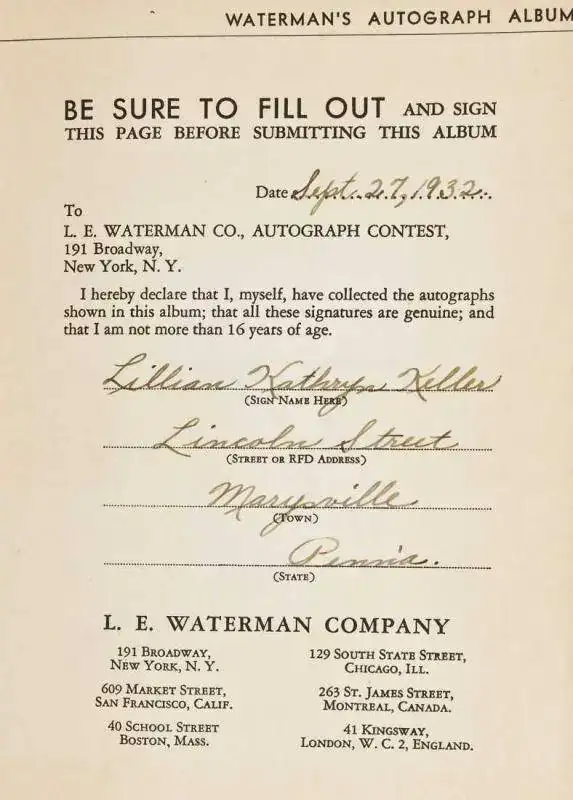 WATERMAN'S AUTOGRAPH ALBUM
BE SURE TO FILL OUT AND SIGN
THIS PAGE BEFORE SUBMITTING THIS ALBUM
Date Sept. 27, 1932.
To
L. E. WATERMAN CO., AUTOGRAPH CONTEST,
191 Broadway,
New York, N. Y.
I hereby declare that I, myself, have collected the autographs
shown in this album; that all these signatures are genuine; and
that I am not more than 16 years of age.
Lillian Kathryn Keller
(SIGN NAME HERE)
Lincoln Street
(STREET OR RFD ADDRESS)
Marysville
(TOWN)
Penn'a.
(STATE)
L. E. WATERMAN COMPANY
191 BROADWAY,
NEW YORK, N. Y.
129 SOUTH STATE STREET,
CHICAGO, ILL.
609 MARKET STREET,
SAN FRANCISCO, CALIF.
263 ST. JAMES STREET,
MONTREAL, CANADA.
40 SCHOOL STREET
BOSTON, MASS.
41 KINGSWAY,
LONDON, W. C. 2, ENGLAND.